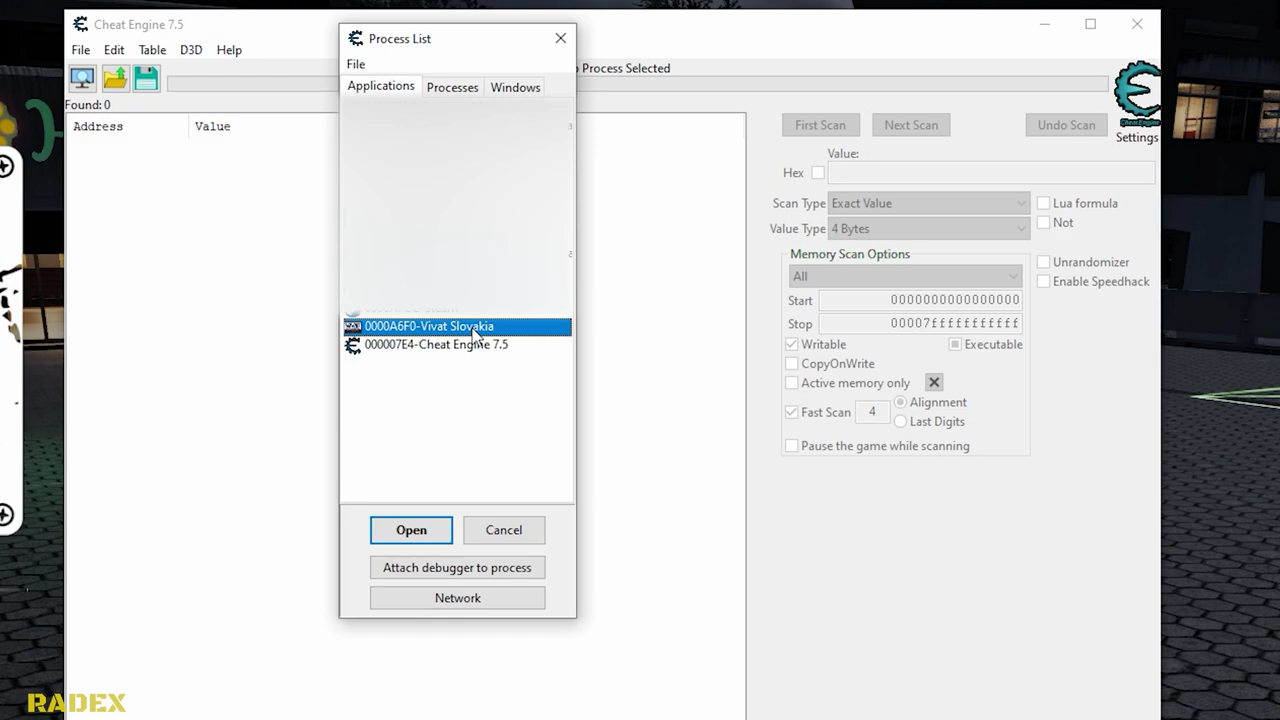 Cheat Engine 7.5
File Edit Table D3D Help
Process List
File
Applications Processes Windows
0000A6F0-Vivat Slovakia
000007E4-Cheat Engine 7.5
Open Cancel
Attach debugger to process
Network
Process Selected
Found: 0
Address Value
Cheat Engine
Settings
First Scan Next Scan Undo Scan
Value:
Hex
Scan Type Exact Value Lua formula
Value Type 4 Bytes Not
Memory Scan Options
All
Unrandomizer
Enable Speedhack
Start 0000000000000000
Stop 00007fffffffffff
Writable Executable
CopyOnWrite
Active memory only
Fast Scan 4 Alignment
Last Digits
Pause the game while scanning
RADEX